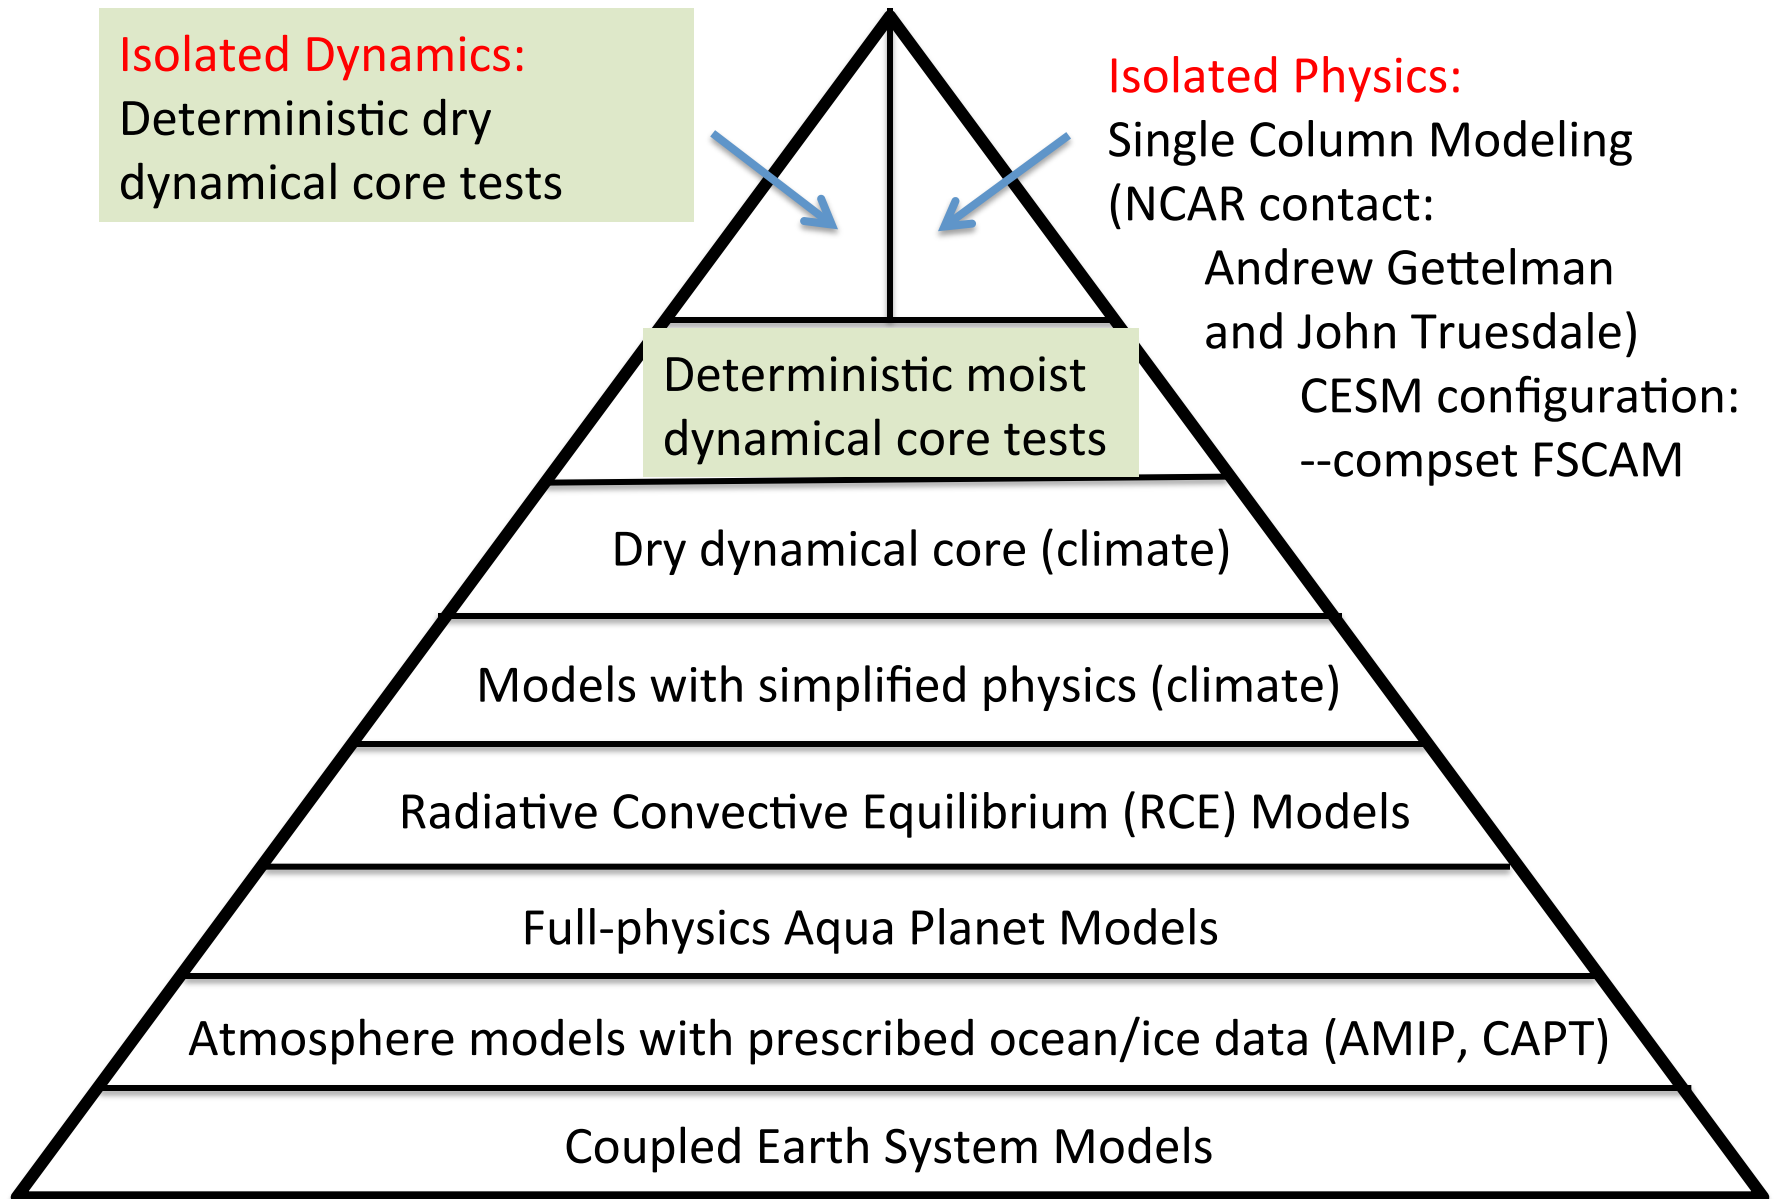 Isolated Dynamics:
Deterministic dry
dynamical core tests
Isolated Physics:
Single Column Modeling
(NCAR contact:
Andrew Gettelman
and John Truesdale)
CESM configuration:
--compset FSCAM
Deterministic moist
dynamical core tests
Dry dynamical core (climate)
Models with simplified physics (climate)
Radiative Convective Equilibrium (RCE) Models
Full-physics Aqua Planet Models
Atmosphere models with prescribed ocean/ice data (AMIP, CAPT)
Coupled Earth System Models